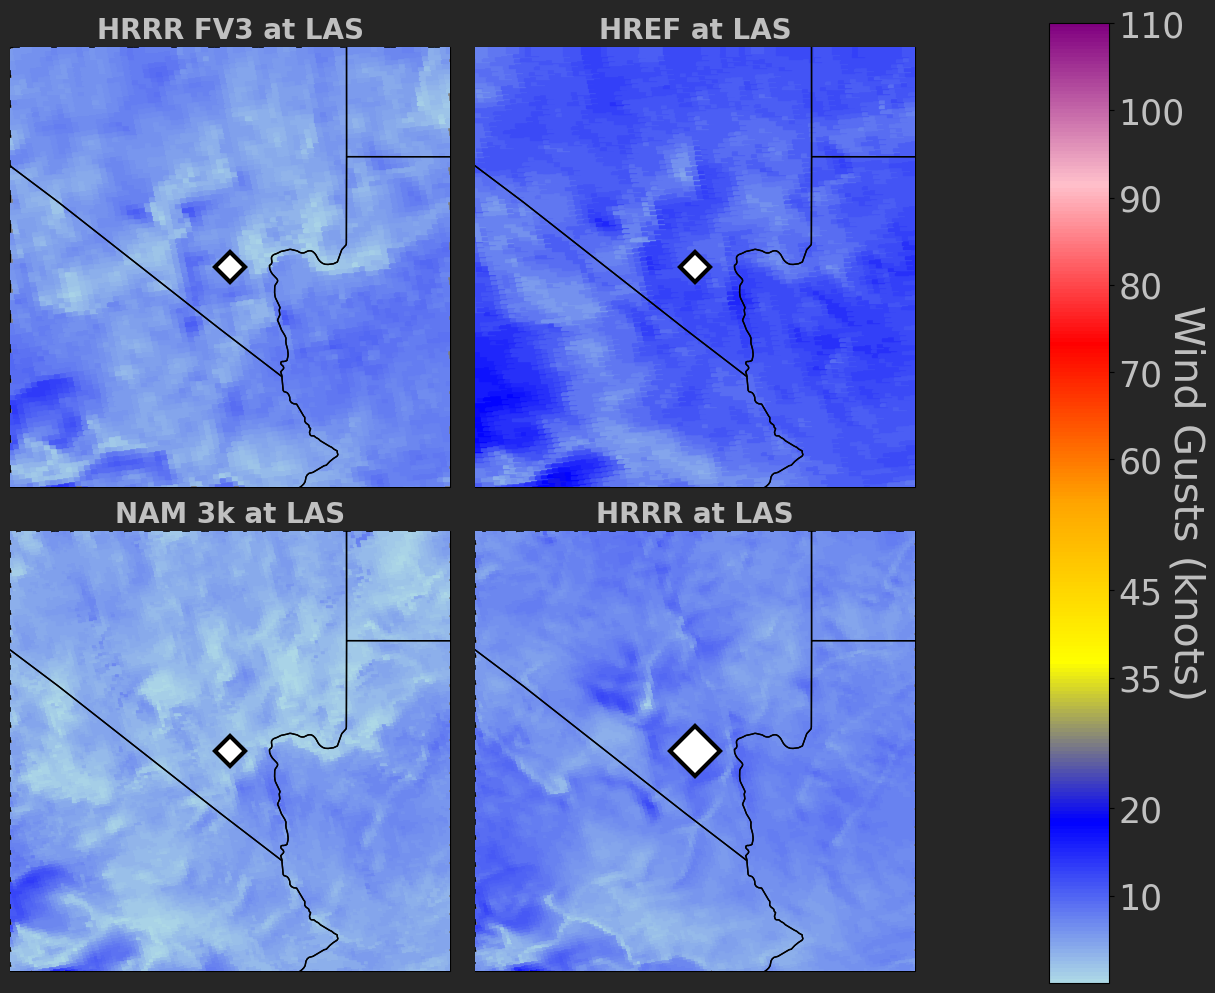 HRRR FV3 at LAS
HREF at LAS
NAM 3k at LAS
HRRR at LAS
110
100
90
80
70
60
45
35
20
10
Wind Gusts (knots)